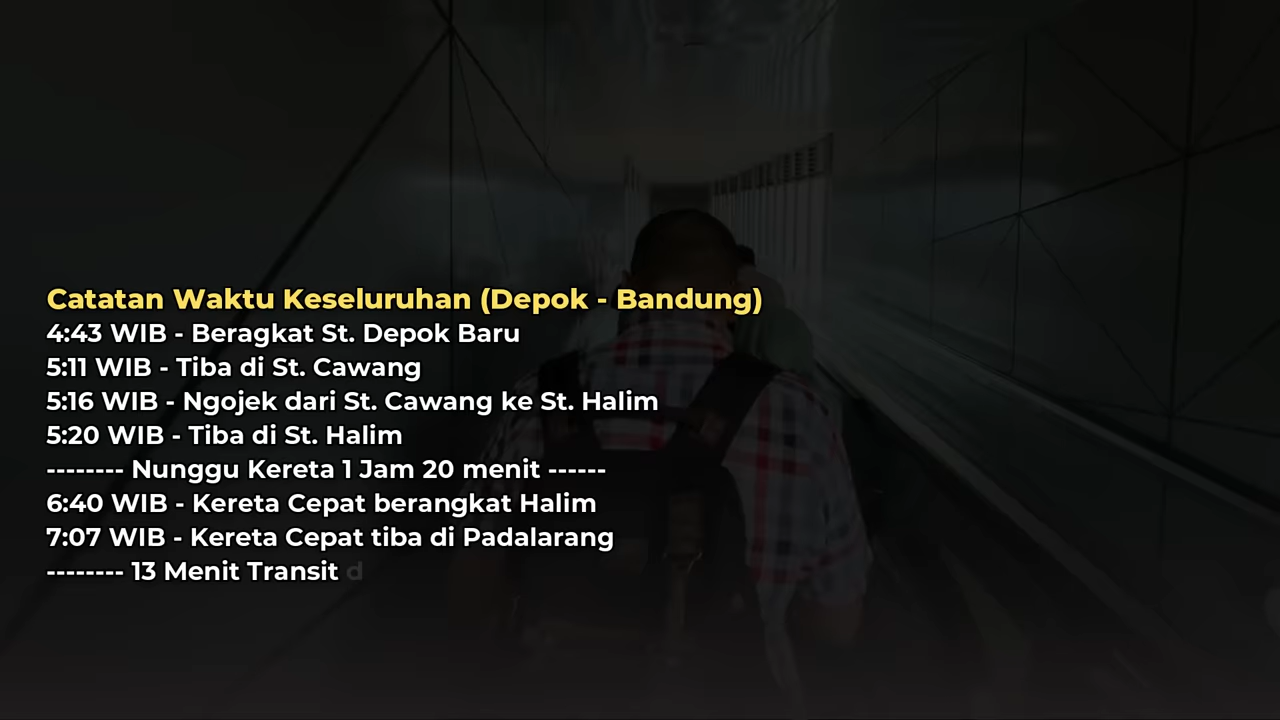 Catatan Waktu Keseluruhan (Depok - Bandung)
4:43 WIB - Beragkat St. Depok Baru
5:11 WIB - Tiba di St. Cawang
5:16 WIB - Ngojek dari St. Cawang ke St. Halim
5:20 WIB - Tiba di St. Halim
-------- Nunggu Kereta 1 Jam 20 menit ------
6:40 WIB - Kereta Cepat berangkat Halim
7:07 WIB - Kereta Cepat tiba di Padalarang
-------- 13 Menit Transit d